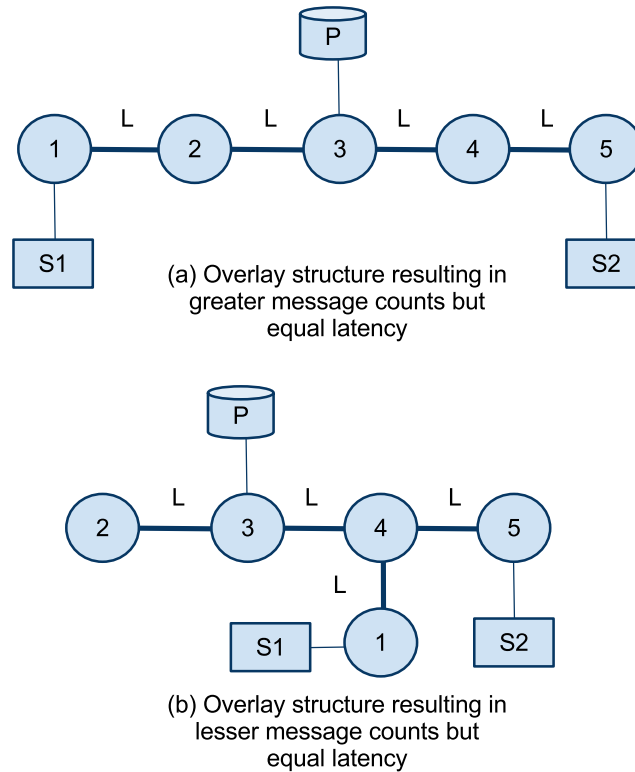 P
L L L L
1 2 3 4 5
S1 S2
(a) Overlay structure resulting in
greater message counts but
equal latency
P
L L L
2 3 4 5
L
S1 1 S2
(b) Overlay structure resulting in
lesser message counts but
equal latency